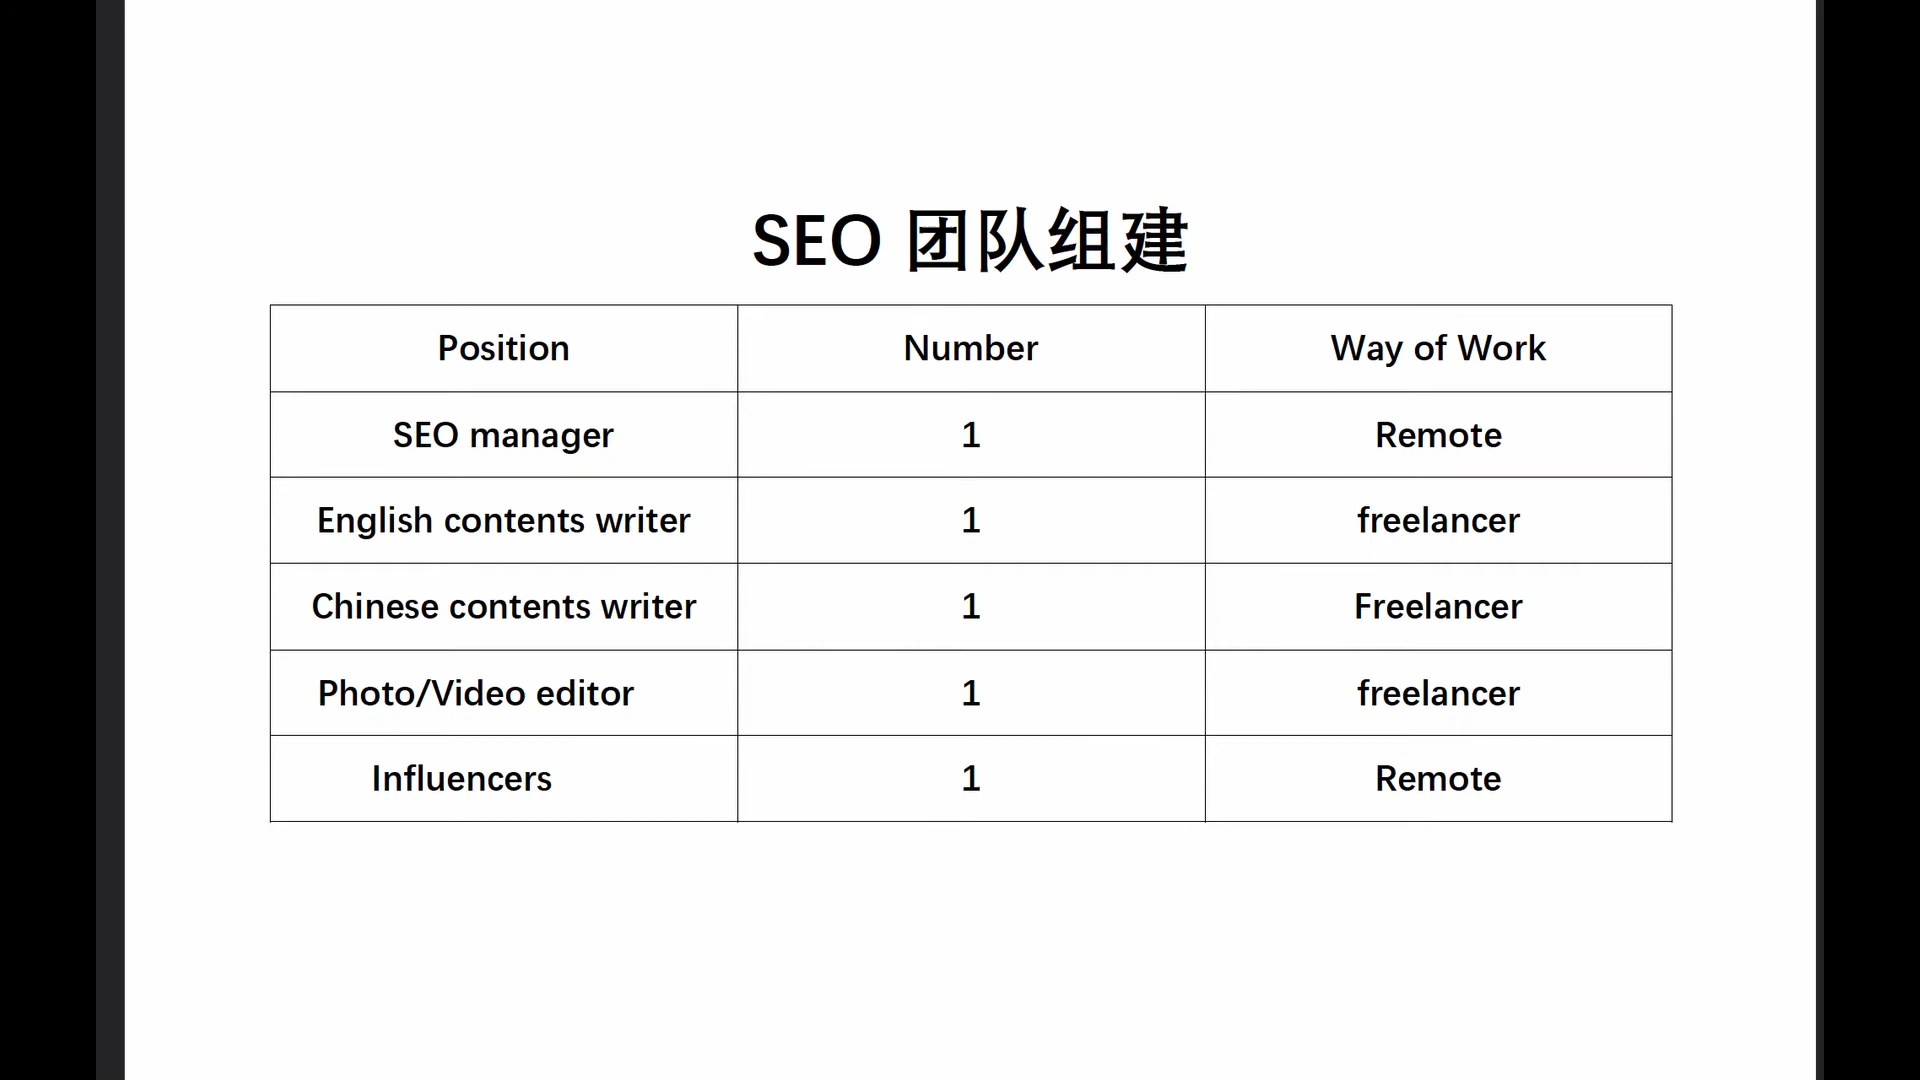 SEO 团队组建
Position Number Way of Work
SEO manager 1 Remote
English contents writer 1 freelancer
Chinese contents writer 1 Freelancer
Photo/Video editor 1 freelancer
Influencers 1 Remote